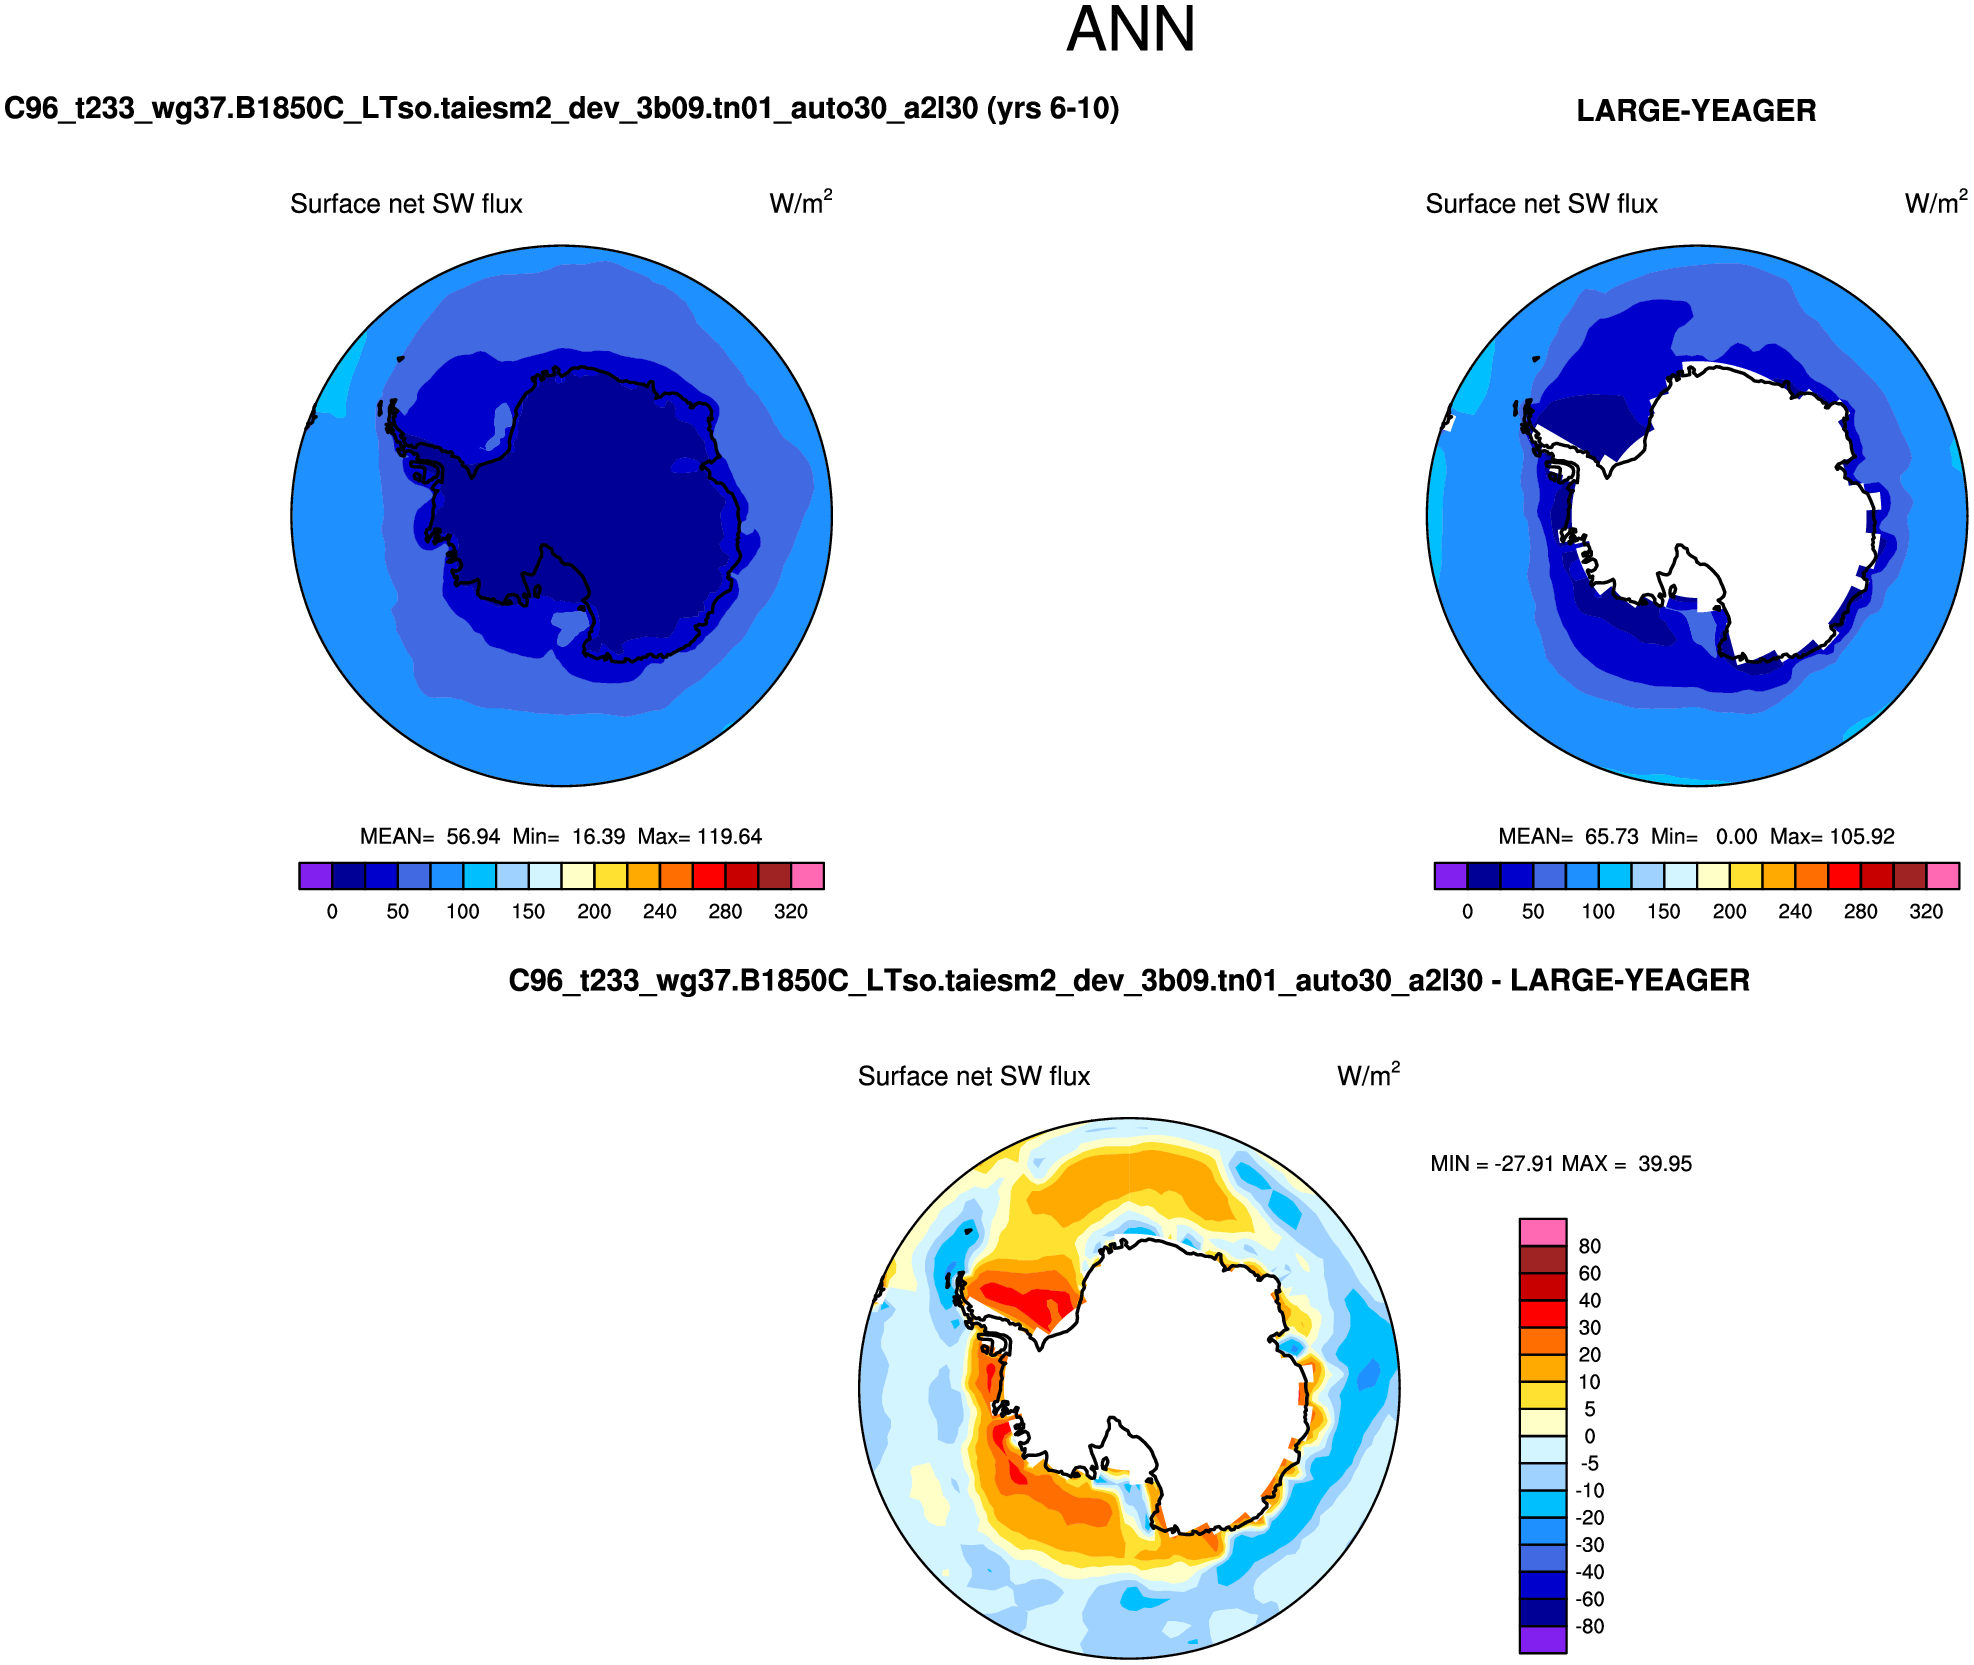 ANN
C96_t233_wg37.B1850C_LTso.taiesm2_dev_3b09.tn01_auto30_a2l30 (yrs 6-10)
LARGE-YEAGER
Surface net SW flux W/m²
Surface net SW flux W/m²
MEAN= 56.94 Min= 16.39 Max= 119.64
MEAN= 65.73 Min= 0.00 Max= 105.92
0 50 100 150 200 240 280 320
0 50 100 150 200 240 280 320
C96_t233_wg37.B1850C_LTso.taiesm2_dev_3b09.tn01_auto30_a2l30 - LARGE-YEAGER
Surface net SW flux W/m²
MIN = -27.91 MAX = 39.95
80
60
40
30
20
10
5
0
-5
-10
-20
-30
-40
-60
-80